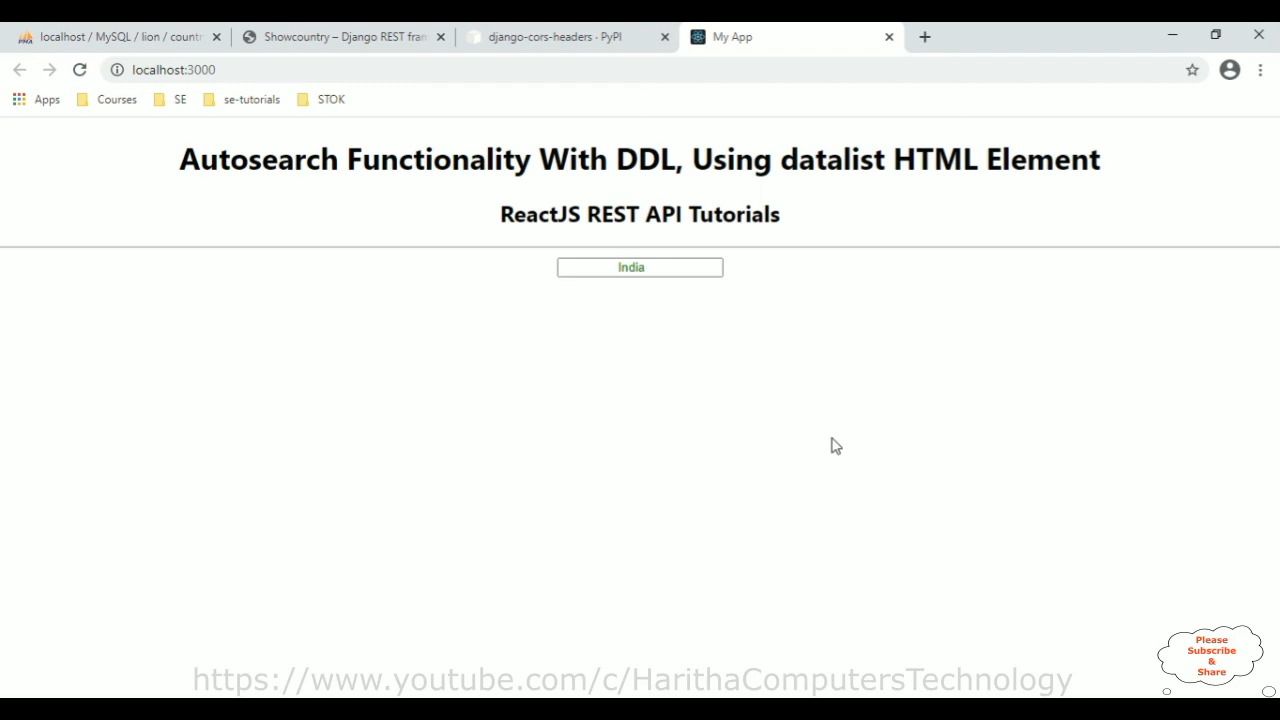 localhost / MySQL / lion / countr
Showcountry – Django REST fram
django-cors-headers · PyPI
My App
localhost:3000
Apps
Courses
SE
se-tutorials
STOK
Autosearch Functionality With DDL, Using datalist HTML Element
ReactJS REST API Tutorials
India
Please
Subscribe
&
Share
https://www.youtube.com/c/HarithaComputersTechnology